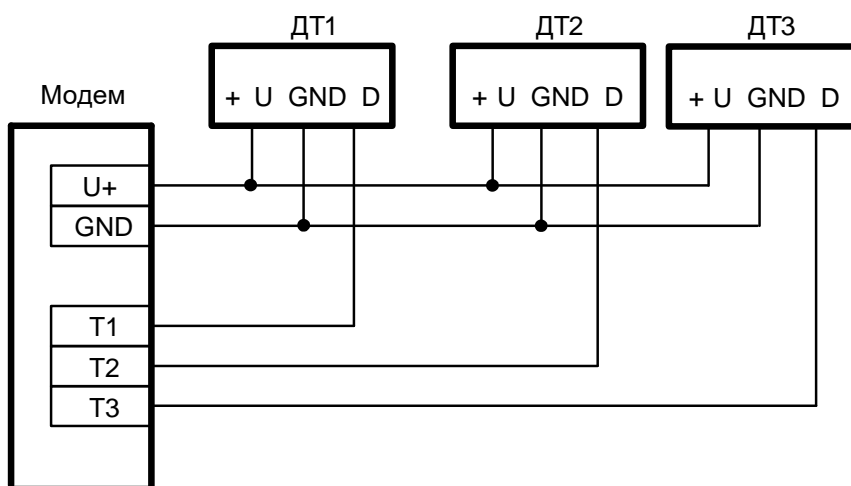 ДТ1 ДТ2 ДТ3
Модем
+ U GND D + U GND D + U GND D
U+
GND
T1
T2
T3